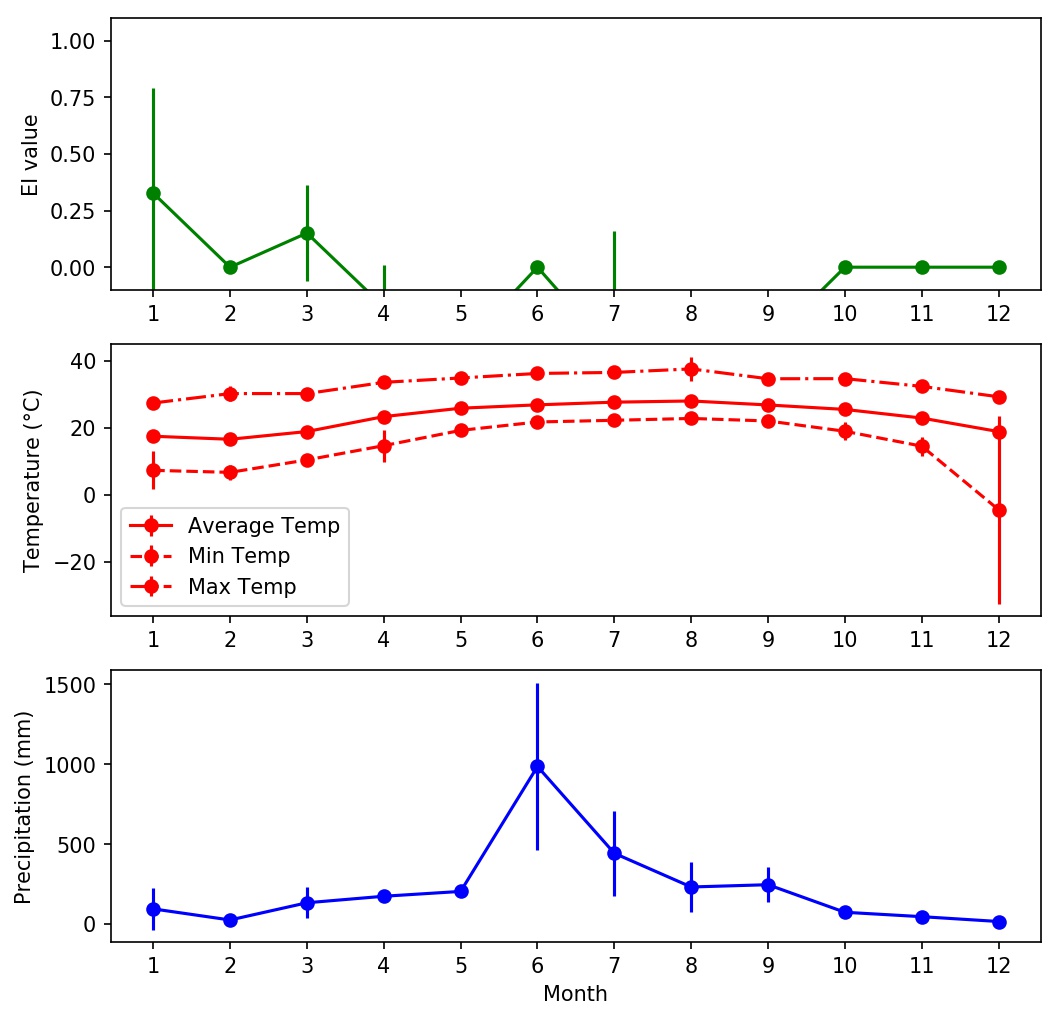 1.00
0.75
0.50
0.25
0.00
EI value
1 2 3 4 5 6 7 8 9 10 11 12
40
20
0
−20
Temperature (°C)
Average Temp
Min Temp
Max Temp
1 2 3 4 5 6 7 8 9 10 11 12
1500
1000
500
0
Precipitation (mm)
1 2 3 4 5 6 7 8 9 10 11 12
Month